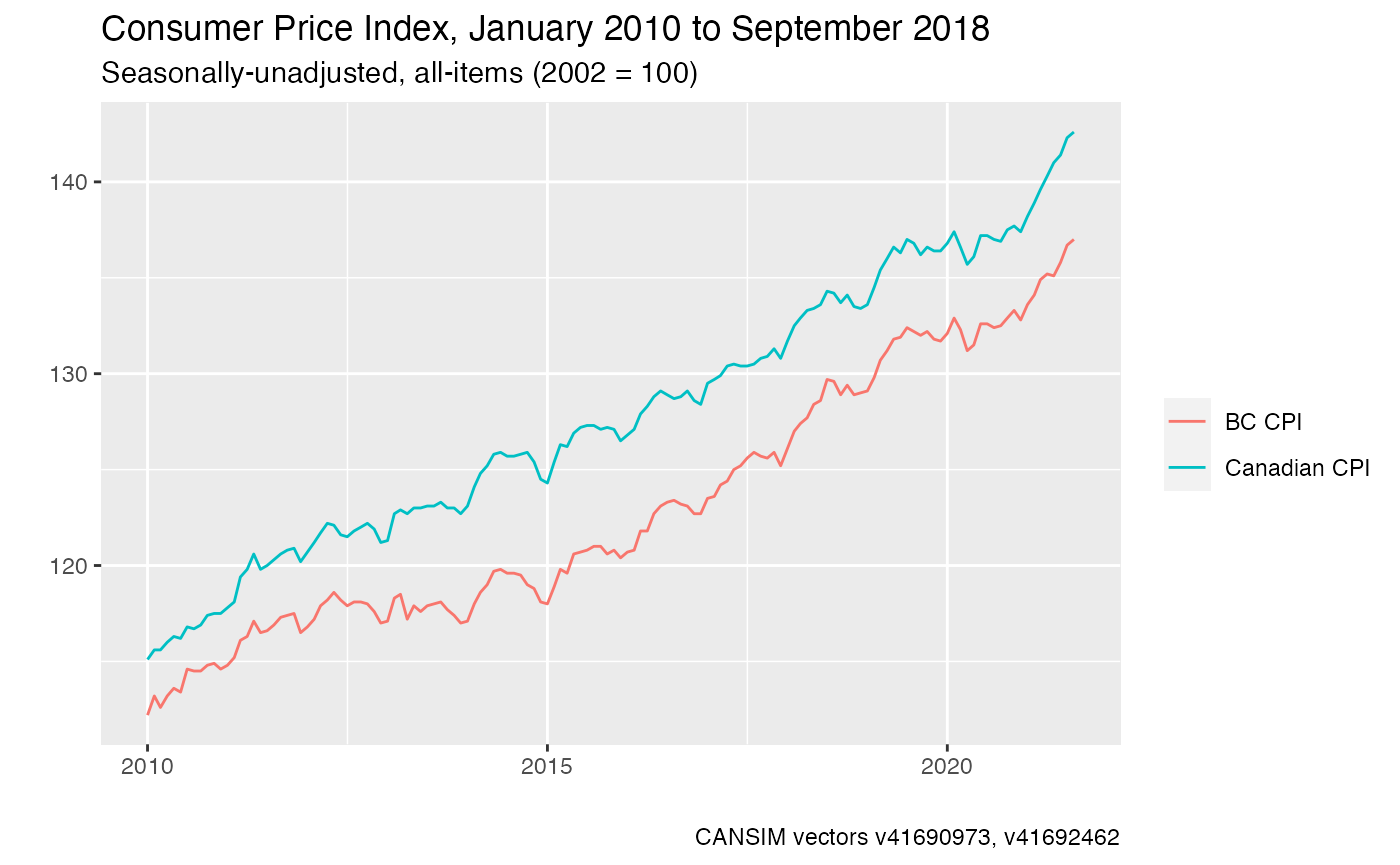 Consumer Price Index, January 2010 to September 2018
Seasonally-unadjusted, all-items (2002 = 100)
140
130
120
2010
2015
2020
BC CPI
Canadian CPI
CANSIM vectors v41690973, v41692462